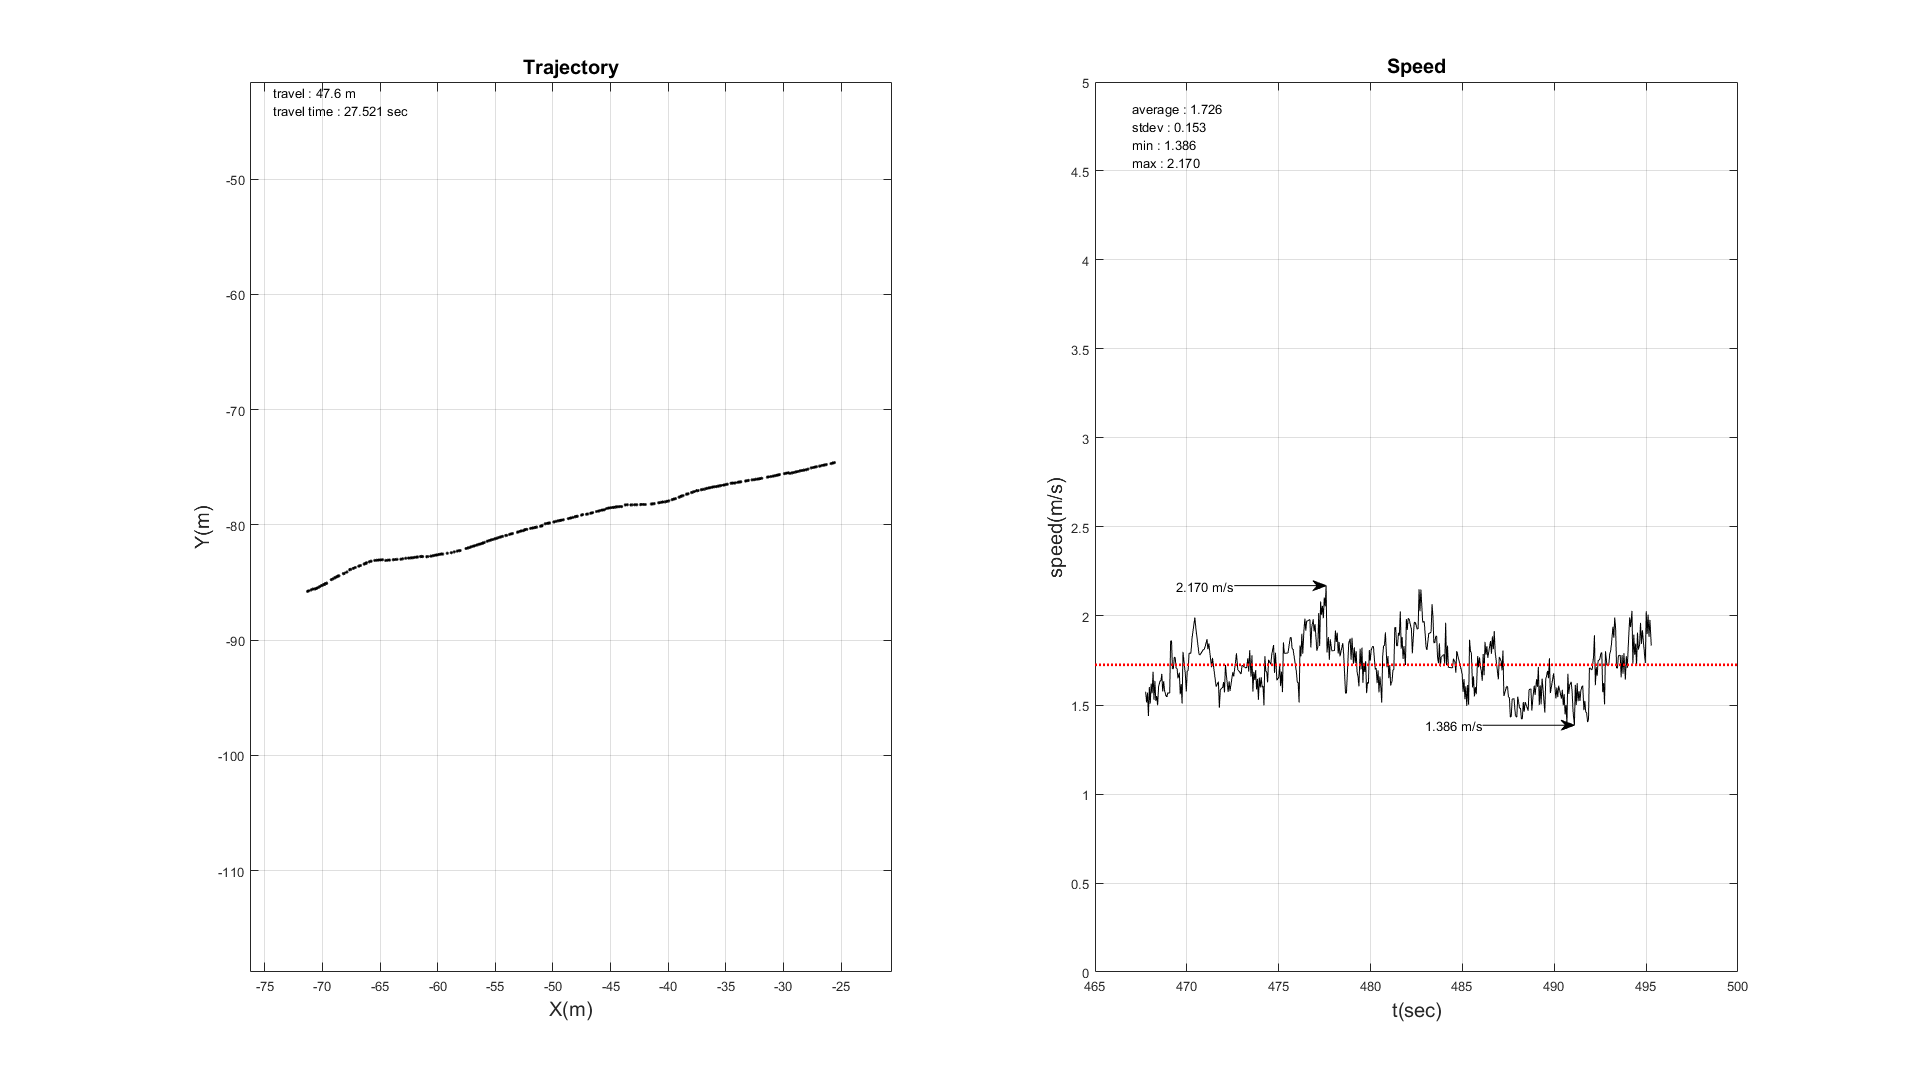 Trajectory
travel : 47.6 m
travel time : 27.521 sec
-50
-60
-70
-80
-90
-100
-110
Y(m)
-75 -70 -65 -60 -55 -50 -45 -40 -35 -30 -25
X(m)
Speed
average : 1.726
stdev : 0.153
min : 1.386
max : 2.170
5
4.5
4
3.5
3
2.5
2
1.5
1
0.5
0
speed(m/s)
2.170 m/s
1.386 m/s
465 470 475 480 485 490 495 500
t(sec)